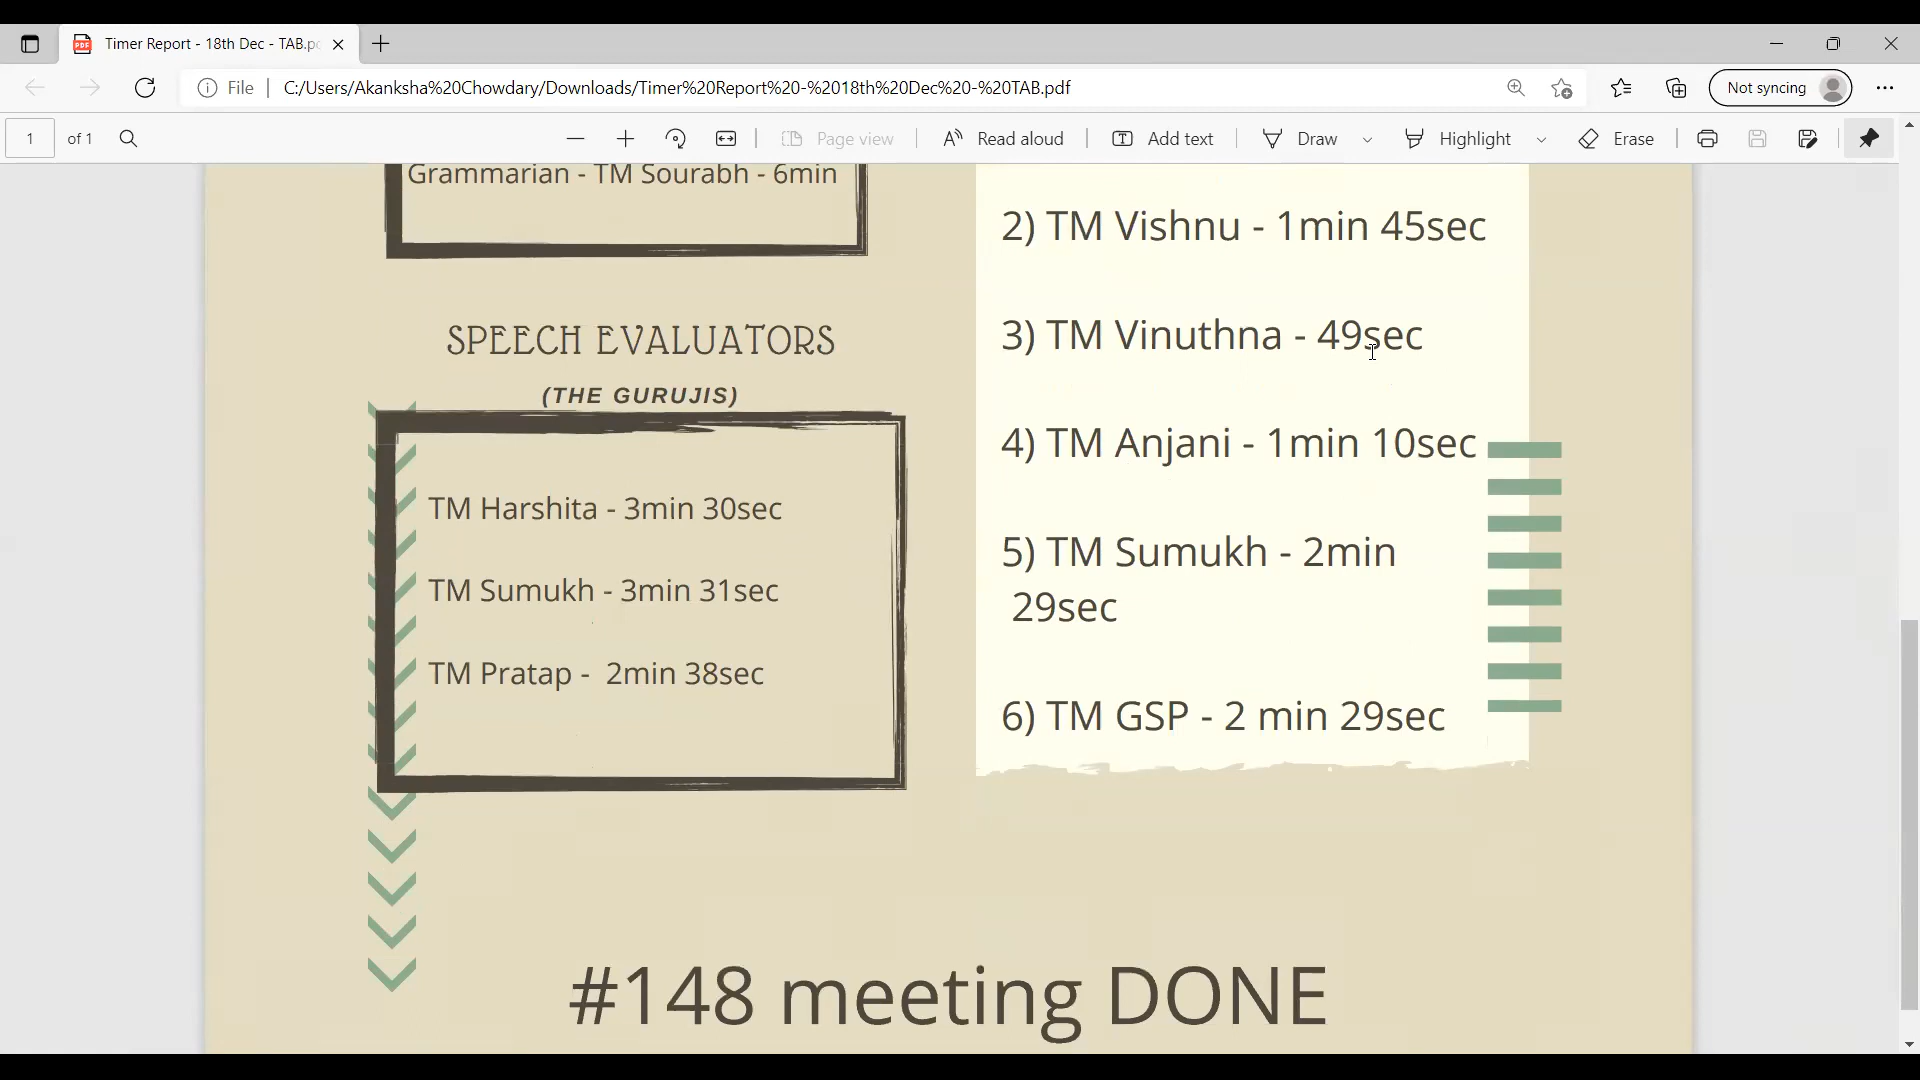 Timer Report - 18th Dec - TAB.p
File
C:/Users/Akanksha%20Chowdary/Downloads/Timer%20Report%20-%2018th%20Dec%20-%20TAB.pdf
Not syncing
1 of 1
Page view
Read aloud
Add text
Draw
Highlight
Erase
Grammarian - TM Sourabh - 6min
SPEECH EVALUATORS
(THE GURUJIS)
TM Harshita - 3min 30sec
TM Sumukh - 3min 31sec
TM Pratap - 2min 38sec
2) TM Vishnu - 1min 45sec
3) TM Vinuthna - 49sec
4) TM Anjani - 1min 10sec
5) TM Sumukh - 2min
29sec
6) TM GSP - 2 min 29sec
#148 meeting DONE